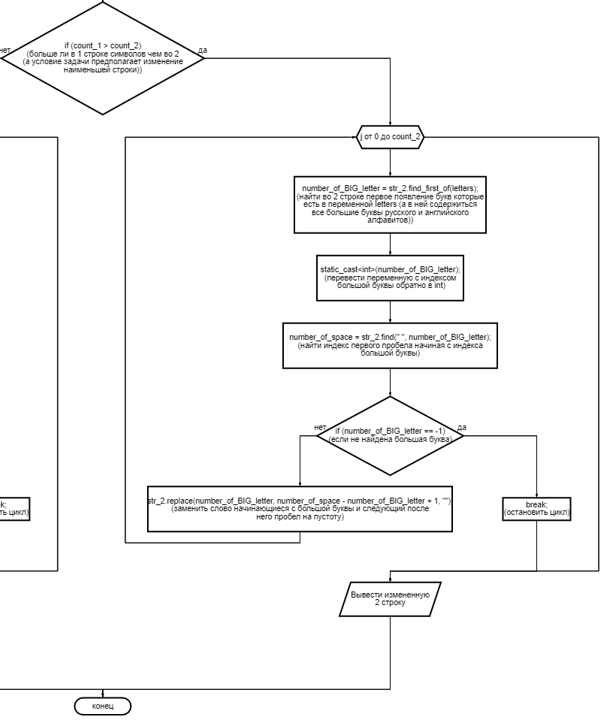 if (count_1 > count_2)
(больше ли в 1 строке символов чем во 2
(а условие задачи предполагает изменение
наименьшей строки))
нет
да
j от 0 до count_2
number_of_BIG_letter = str_2.find_first_of(letters);
(найти во 2 строке первое появление букв которые
есть в переменной letters (а в ней содержиться
все большие буквы русского и английского
алфавитов))
static_cast<int>(number_of_BIG_letter);
(перевести переменную с индексом
большой буквы обратно в int)
number_of_space = str_2.find(" ", number_of_BIG_letter);
(найти индекс первого пробела начиная с индекса
большой буквы)
нет
да
if (number_of_BIG_letter == -1)
(если не найдена большая буква)
str_2.replace(number_of_BIG_letter, number_of_space - number_of_BIG_letter + 1, "")
(заменить слово начинающиеся с большой буквы и следующий после
него пробел на пустоту)
break;
(остановить цикл)
k;
ть цикл)
Вывести измененную
2 строку
конец